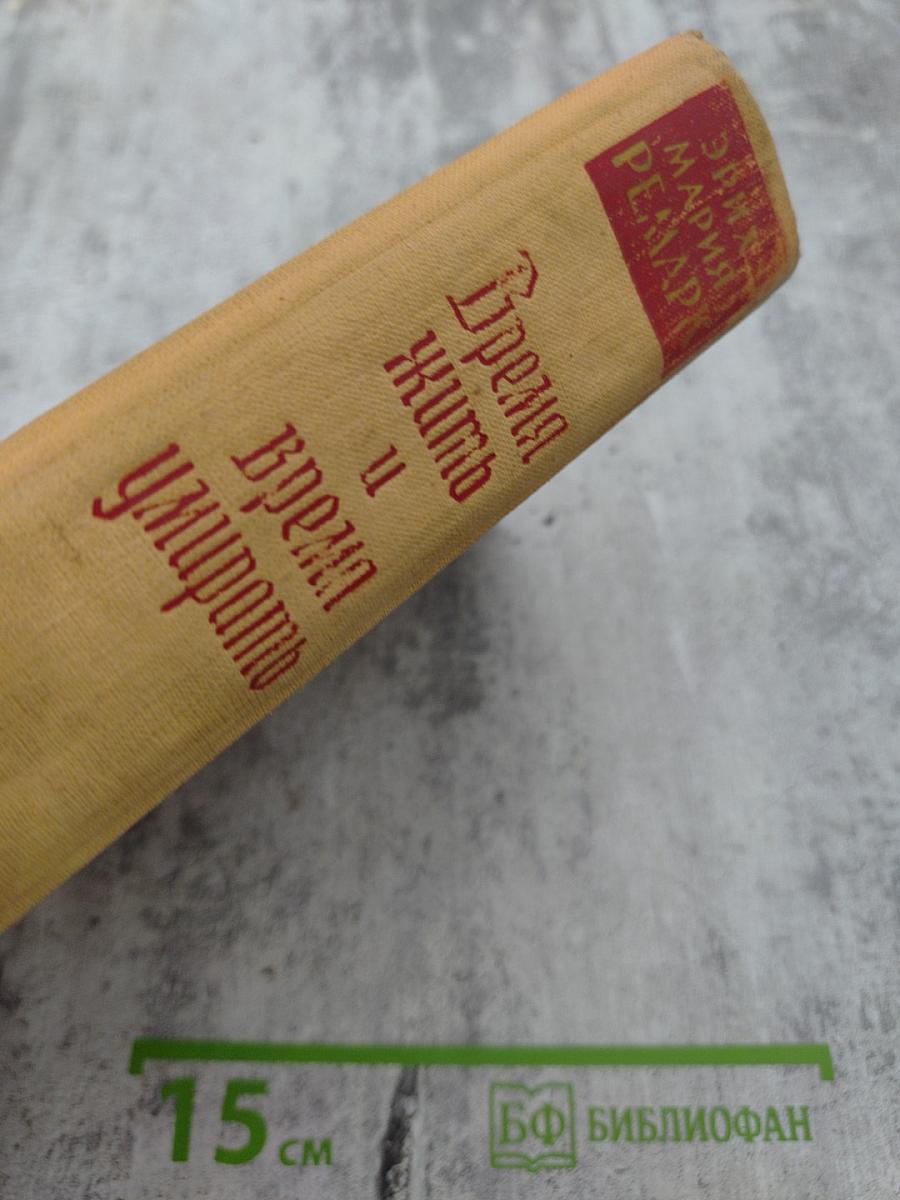 ЭРИХ
МАРИЯ
РЕМАРК
Время
жить
и
время
умирать
15 см
БФ БИБЛИОФАН